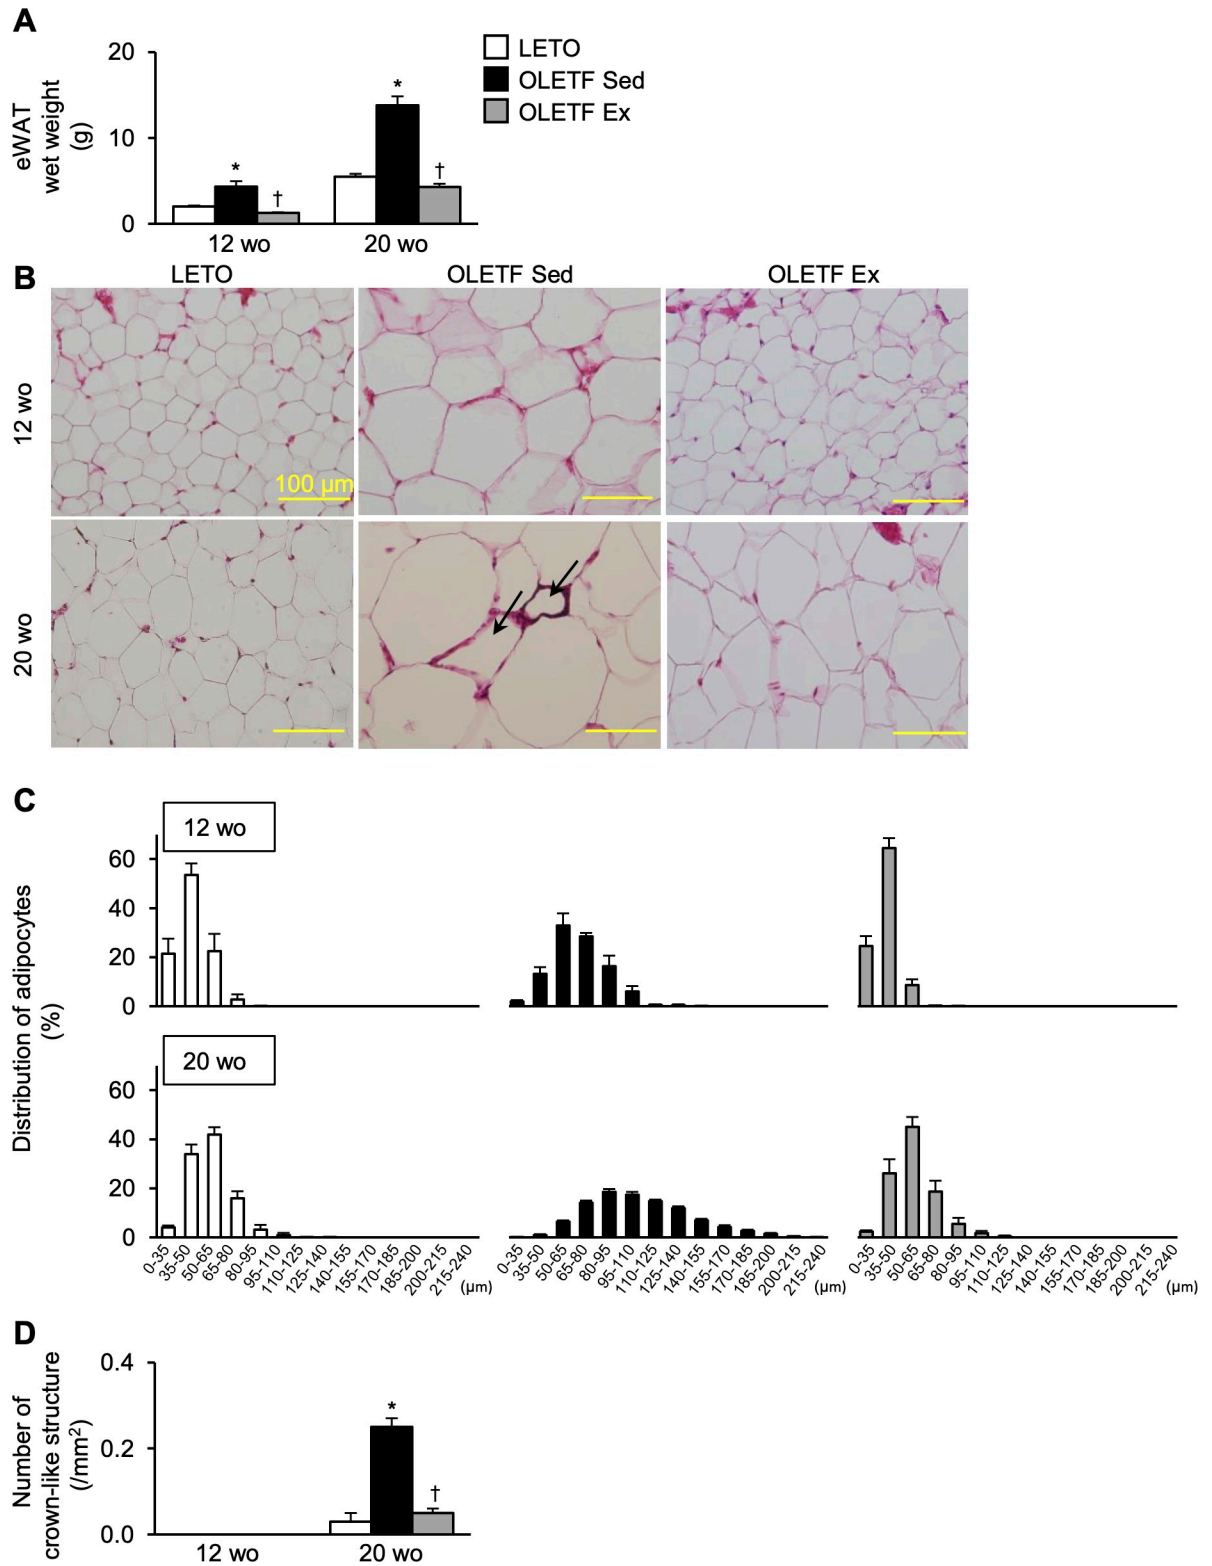 A
20
10
0
eWAT
wet weight
(g)
*
†
*
†
12 wo
20 wo
LETO
OLETF Sed
OLETF Ex
B
LETO
OLETF Sed
OLETF Ex
12 wo
100 µm
20 wo
C
Distribution of adipocytes
(%)
12 wo
60
40
20
0
20 wo
60
40
20
0
0-35
35-50
50-65
65-80
80-95
95-110
110-125
125-140
140-155
155-170
170-185
185-200
200-215
215-240
(µm)
0-35
35-50
50-65
65-80
80-95
95-110
110-125
125-140
140-155
155-170
170-185
185-200
200-215
215-240
(µm)
0-35
35-50
50-65
65-80
80-95
95-110
110-125
125-140
140-155
155-170
170-185
185-200
200-215
215-240
(µm)
D
Number of
crown-like structure
(/mm²)
0.4
0.2
0.0
*
†
12 wo
20 wo